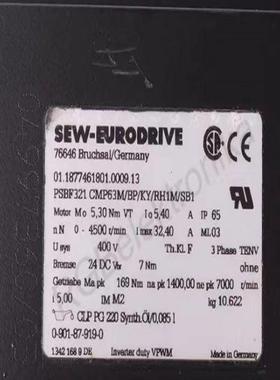 SEW-EURODRIVE
76646 Bruchsal/Germany
01.1877461801.0009.13
PSBF321 CMP63M/BP/KY/RH1M/SB1
Motor Mo 5,30 Nm VT Io 5,40 A IP 65
n N 0 - 4500 r/min I max 32,40 A ML03
U sys 400 V Th.Kl F 3 Phase TENV
Bremse 24 DC Ver 7 Nm
Getriebe Ma pk 169 Nm na pk 1400,00 ne pk 7000 r/min
i 5,00 IM M2 kg 10.622
CLP PG 220 Synth.Öl/0,085 l
0-901-87-919-0
1342 168 9 DE Inverter duty VPWM Made in Germany